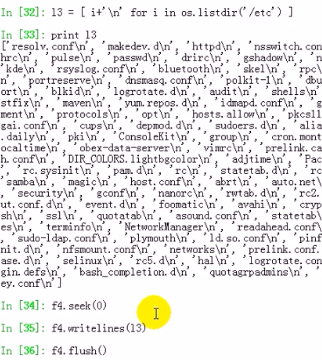 In [32]: l3 = [ i+'\n' for i in os.listdir('/etc') ]
In [33]: print l3
['resolv.conf\n', 'makedev.d\n', 'httpd\n', 'nsswitch.con
hrc\n', 'pulse\n', 'passwd\n', 'drirc\n', 'gshadow\n', 'n
kde\n', 'rsyslog.conf\n', 'bluetooth\n', 'skel\n', 'rpc\
'portreserve\n', 'dnsmasq.conf\n', 'polkit-1\n', 'dbu
ort\n', 'blkid\n', 'logrotate.d\n', 'audit\n', 'shells\
stfix\n', 'maven\n', 'yum.repos.d\n', 'idmapd.conf\n', '
gment\n', 'protocols\n', 'opt\n', 'hosts.allow\n', 'pkcsll
gai.conf\n', 'cups\n', 'depmod.d\n', 'sudoers.d\n', 'alia
.daily\n', 'pki\n', 'ConsoleKit\n', 'group\n', 'cron.mont
ocaltime\n', 'obex-data-server\n', 'vimrc\n', 'prelink.ca
h.conf\n', 'DIR_COLORS.lightbgcolor\n', 'adjtime\n', 'Pac
', 'rc.sysinit\n', 'pam.d\n', 'rc\n', 'statetab.d\n', 'rc
'samba\n', 'magic\n', 'host.conf\n', 'abrt\n', 'auto.net\
'security\n', 'gconf\n', 'nanorc\n', 'rwtab.d\n', 'rc2.
ut.conf.d\n', 'event.d\n', 'foomatic\n', 'avahi\n', 'cryp
sh\n', 'ssl\n', 'quotatab\n', 'asound.conf\n', 'statetab\
es\n', 'terminfo\n', 'NetworkManager\n', 'readahead.conf\
'sudo-ldap.conf\n', 'plymouth\n', 'ld.so.conf\n', 'pinf
nit.d\n', 'nfsmount.conf\n', 'networks\n', 'prelink.conf.
ase.d\n', 'selinux\n', 'rc5.d\n', 'hal\n', 'logrotate.con
gin.defs\n', 'bash_completion.d\n', 'quotagrpadmins\n', '
ey.conf\n']
In [34]: f4.seek(0)
In [35]: f4.writelines(l3)
In [36]: f4.flush()